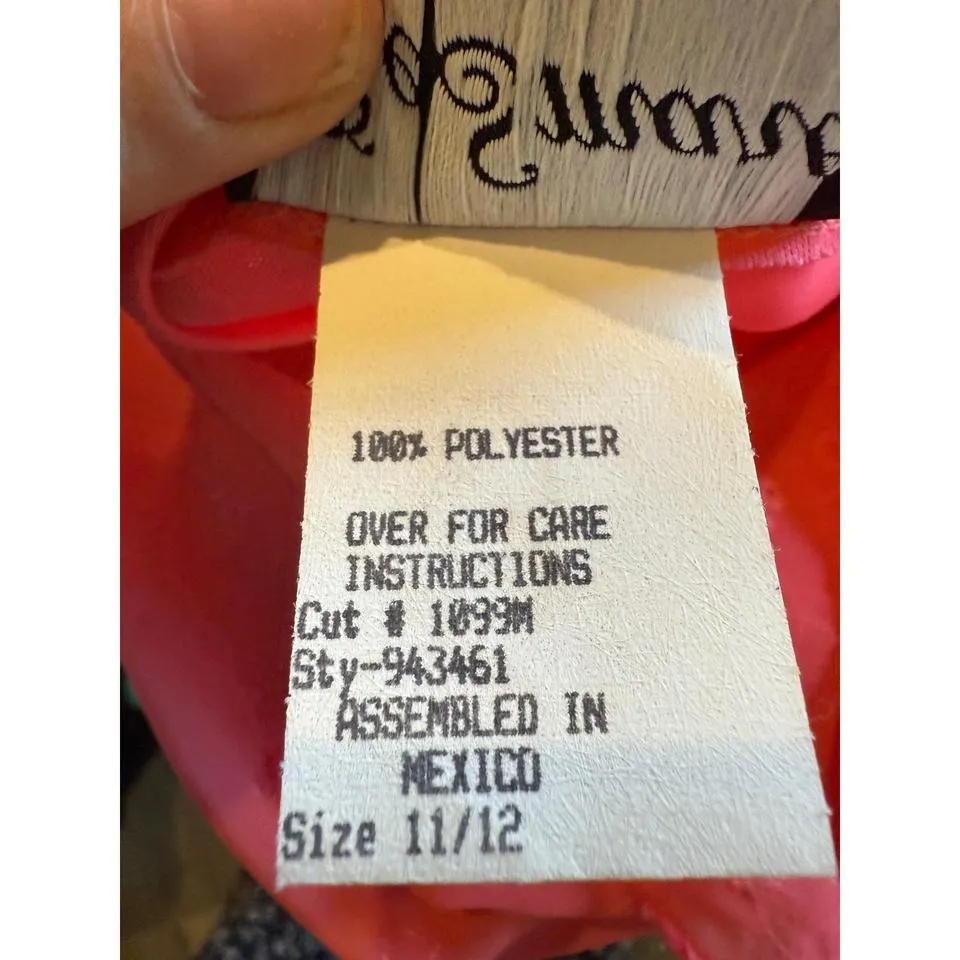 100% POLYESTER
OVER FOR CARE
INSTRUCTIONS
Cut # 1099M
Sty-943461
ASSEMBLED IN
MEXICO
Size 11/12